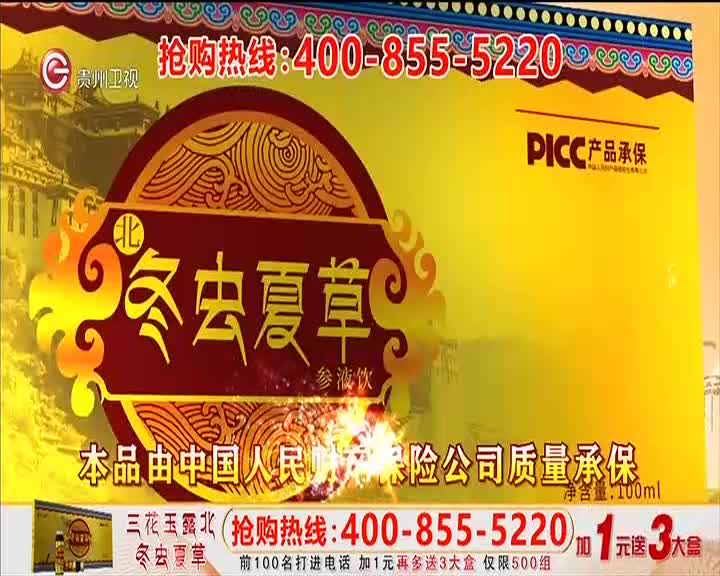 抢购热线:400-855-5220
贵州卫视
PICC产品承保
北
冬虫夏草
参液饮
本品由中国人民财产保险公司质量承保
净含量:100ml
三花玉露北
冬虫夏草
抢购热线:400-855-5220
前100名打进电话 加1元再多送3大盒 仅限500组
加1元送3大盒